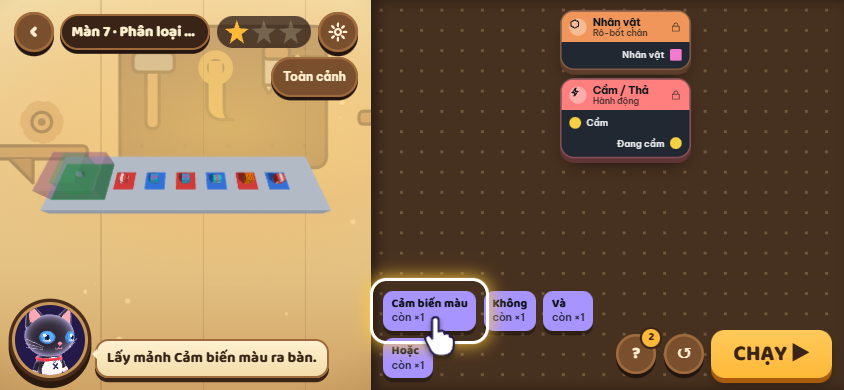 Màn 7 · Phân loại ...
Toàn cảnh
Lấy mảnh Cảm biến màu ra bàn.
Nhân vật
Rô-bốt chân
Nhân vật
Cầm / Thả
Hành động
Cầm
Đang cầm
Cảm biến màu
còn ×1
Không
còn ×1
Và
còn ×1
Hoặc
còn ×1
?
2
CHẠY